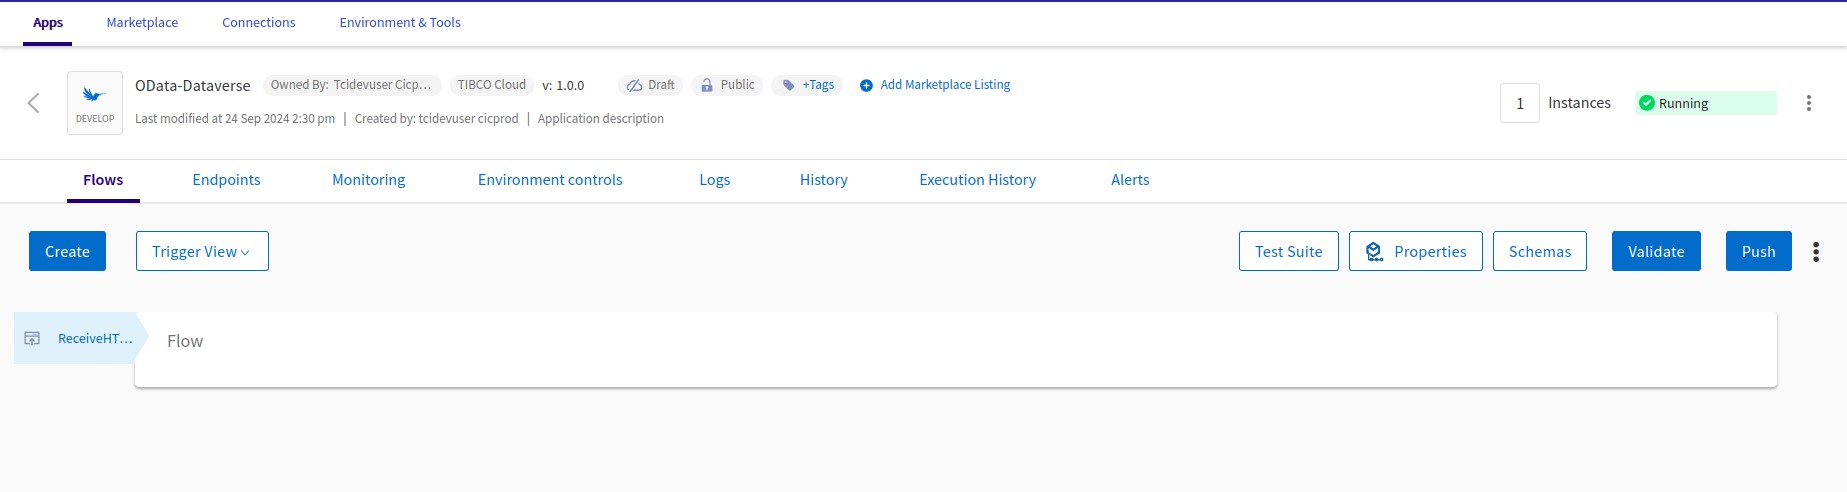 Apps Marketplace Connections Environment & Tools
OData-Dataverse Owned By: Tcidevuser Cicp... TIBCO Cloud v: 1.0.0 Draft Public +Tags Add Marketplace Listing
DEVELOP
Last modified at 24 Sep 2024 2:30 pm | Created by: tcidevuser cicprod | Application description
1 Instances Running
Flows Endpoints Monitoring Environment controls Logs History Execution History Alerts
Create Trigger View Test Suite Properties Schemas Validate Push
ReceiveHT... Flow